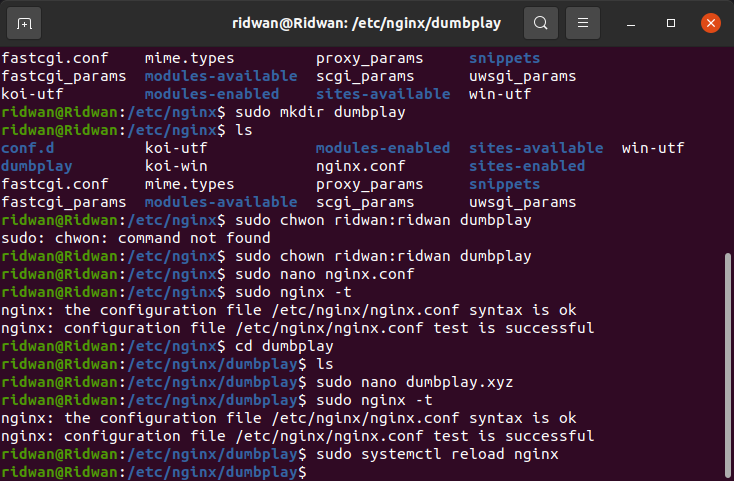 ridwan@Ridwan: /etc/nginx/dumbplay
fastcgi.conf    mime.types         proxy_params     snippets
fastcgi_params  modules-available  scgi_params      uwsgi_params
koi-utf         modules-enabled    sites-available  win-utf
ridwan@Ridwan:/etc/nginx$ sudo mkdir dumbplay
ridwan@Ridwan:/etc/nginx$ ls
conf.d          koi-utf            modules-enabled  sites-available  win-utf
dumbplay        koi-win            nginx.conf       sites-enabled
fastcgi.conf    mime.types         proxy_params     snippets
fastcgi_params  modules-available  scgi_params      uwsgi_params
ridwan@Ridwan:/etc/nginx$ sudo chwon ridwan:ridwan dumbplay
sudo: chwon: command not found
ridwan@Ridwan:/etc/nginx$ sudo chown ridwan:ridwan dumbplay
ridwan@Ridwan:/etc/nginx$ sudo nano nginx.conf
ridwan@Ridwan:/etc/nginx$ sudo nginx -t
nginx: the configuration file /etc/nginx/nginx.conf syntax is ok
nginx: configuration file /etc/nginx/nginx.conf test is successful
ridwan@Ridwan:/etc/nginx$ cd dumbplay
ridwan@Ridwan:/etc/nginx/dumbplay$ ls
ridwan@Ridwan:/etc/nginx/dumbplay$ sudo nano dumbplay.xyz
ridwan@Ridwan:/etc/nginx/dumbplay$ sudo nginx -t
nginx: the configuration file /etc/nginx/nginx.conf syntax is ok
nginx: configuration file /etc/nginx/nginx.conf test is successful
ridwan@Ridwan:/etc/nginx/dumbplay$ sudo systemctl reload nginx
ridwan@Ridwan:/etc/nginx/dumbplay$